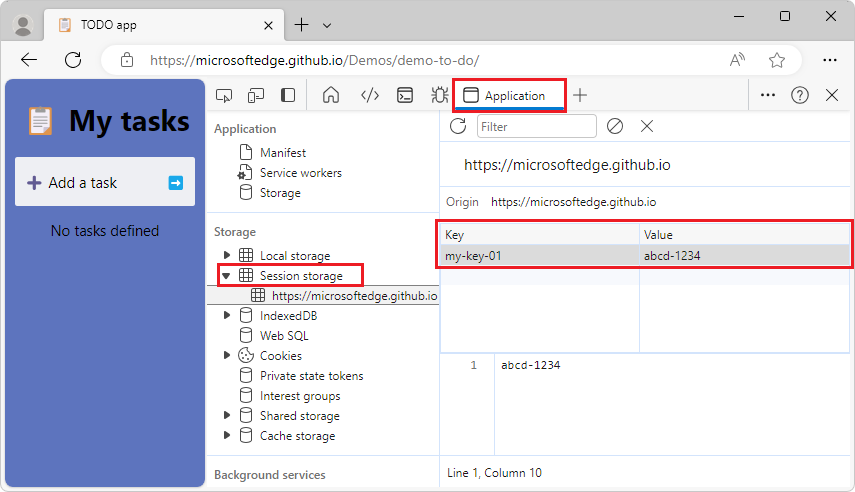 TODO app
https://microsoftedge.github.io/Demos/demo-to-do/
My tasks
Add a task
No tasks defined
Application
Application
Manifest
Service workers
Storage
Storage
Local storage
Session storage
https://microsoftedge.github.io
IndexedDB
Web SQL
Cookies
Private state tokens
Interest groups
Shared storage
Cache storage
Background services
Filter
https://microsoftedge.github.io
Origin https://microsoftedge.github.io
Key Value
my-key-01 abcd-1234
1 abcd-1234
Line 1, Column 10